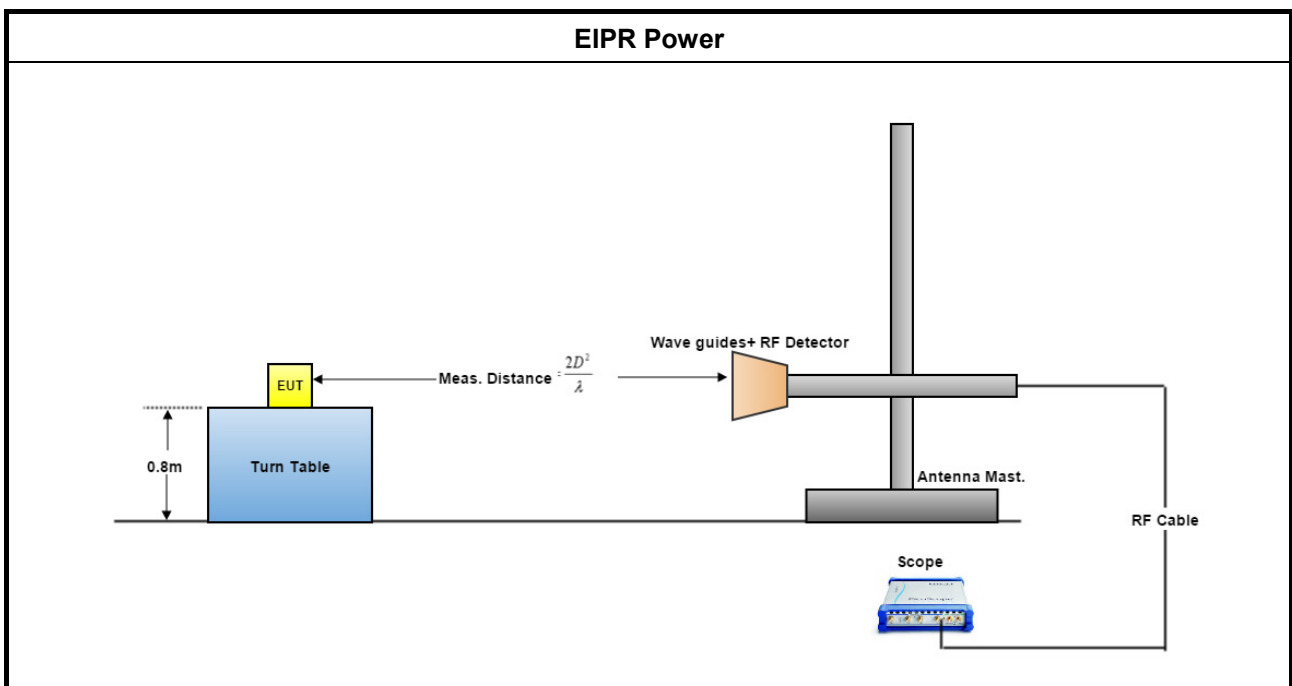 EIPR Power
Wave guides+ RF Detector
EUT
Meas. Distance = 2D²/λ
0.8m
Turn Table
Antenna Mast.
RF Cable
Scope